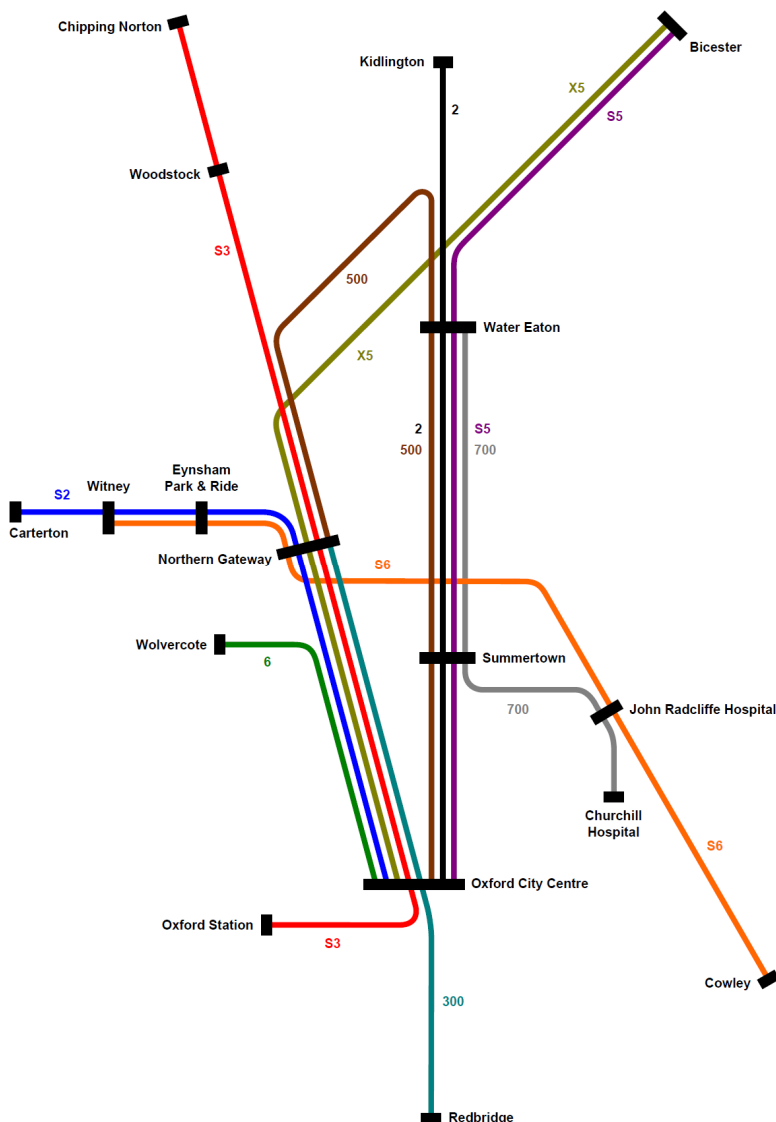 Chipping Norton
Bicester
Kidlington
X5
2
S5
Woodstock
S3
500
Water Eaton
X5
2
S5
500
700
Eynsham
Park & Ride
Witney
S2
Carterton
Northern Gateway
S6
Wolvercote
6
Summertown
John Radcliffe Hospital
700
Churchill
Hospital
S6
Oxford City Centre
Oxford Station
S3
Cowley
300
Redbridge